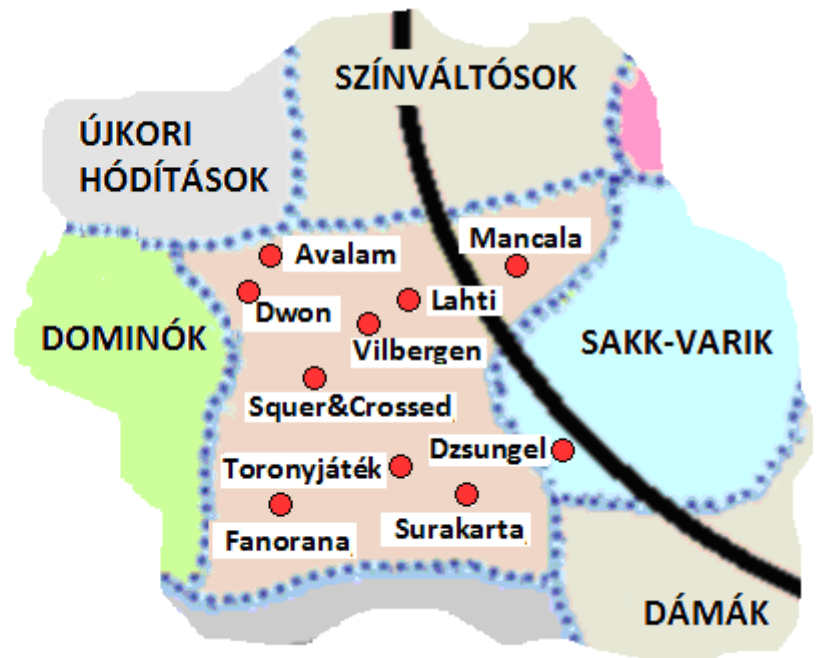 SZÍNVÁLTÓSOK
ÚJKORI
HÓDÍTÁSOK
Mancala
Avalam
Lahti
Dwon
DOMINÓK
Vilbergen
SAKK-VARIK
Squer&Crossed
Dzsungel
Toronyjáték
Surakarta
Fanorana
DÁMÁK